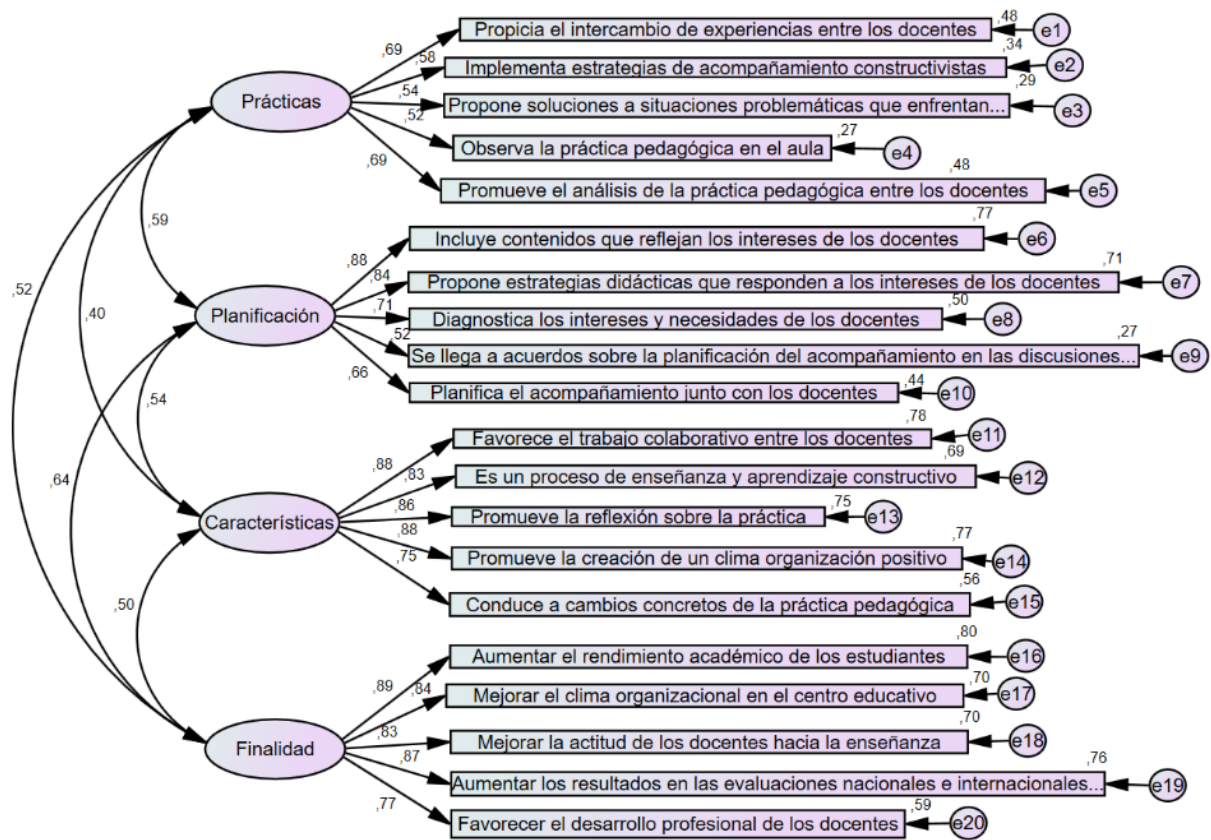 ,48
Propicia el intercambio de experiencias entre los docentes
e1
,69
,34
,58
Implementa estrategias de acompañamiento constructivistas
e2
Prácticas
,29
,54
Propone soluciones a situaciones problemáticas que enfrentan...
e3
,52
,27
Observa la práctica pedagógica en el aula
e4
,69
,48
Promueve el análisis de la práctica pedagógica entre los docentes
e5
,59
,77
Incluye contenidos que reflejan los intereses de los docentes
e6
,88
,84
,71
Propone estrategias didácticas que responden a los intereses de los docentes
e7
,52
,40
Planificación
,71
,50
Diagnostica los intereses y necesidades de los docentes
e8
,52
,27
Se llega a acuerdos sobre la planificación del acompañamiento en las discusiones...
e9
,66
,44
Planifica el acompañamiento junto con los docentes
e10
,54
,78
Favorece el trabajo colaborativo entre los docentes
e11
,88
,83
,69
Es un proceso de enseñanza y aprendizaje constructivo
e12
,64
Característicias
,86
,75
Promueve la reflexión sobre la práctica
e13
,88
,77
Promueve la creación de un clima organización positivo
e14
,75
,56
Conduce a cambios concretos de la práctica pedagógica
e15
,50
,80
Aumentar el rendimiento académico de los estudiantes
e16
,89
,84
,70
Mejorar el clima organizacional en el centro educativo
e17
Finalidad
,83
,70
Mejorar la actitud de los docentes hacia la enseñanza
e18
,87
,76
Aumentar los resultados en las evaluaciones nacionales e internacionales...
e19
,77
,59
Favorecer el desarrollo profesional de los docentes
e20